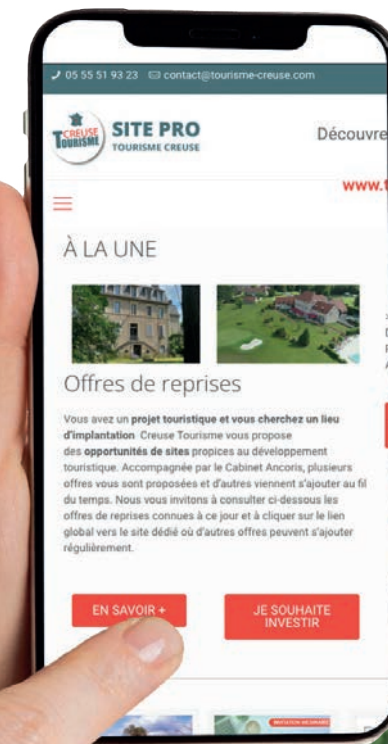 05 55 51 93 23 contact@tourisme-creuse.com
CREUSE
TOURISME
SITE PRO
TOURISME CREUSE
Découvre
www.t
À LA UNE
Offres de reprises
Vous avez un projet touristique et vous cherchez un lieu
d'implantation Creuse Tourisme vous propose
des opportunités de sites propices au développement
touristique. Accompagnée par le Cabinet Ancoris, plusieurs
offres vous sont proposées et d'autres viennent s'ajouter au fil
du temps. Nous vous invitons à consulter ci-dessous les
offres de reprises connues à ce jour et à cliquer sur le lien
global vers le site dédié où d'autres offres peuvent s'ajouter
régulièrement.
EN SAVOIR +
JE SOUHAITE
INVESTIR